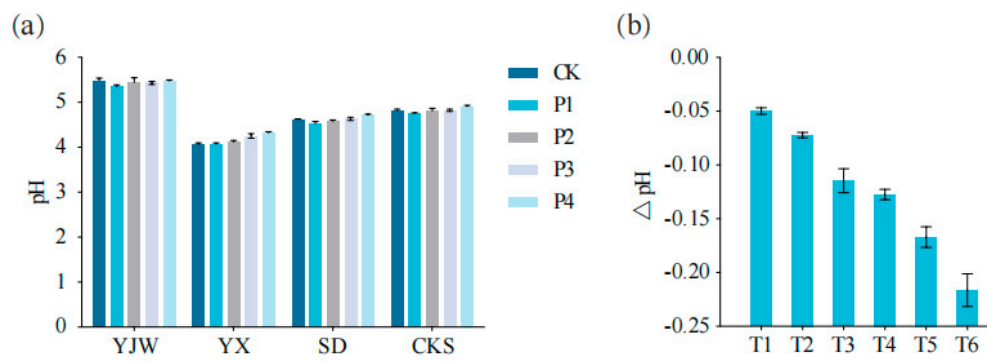 (a)
pH
6
5
4
3
2
1
0
YJW YX SD CKS
CK
P1
P2
P3
P4
(b)
△ pH
0.00
-0.05
-0.10
-0.15
-0.20
-0.25
T1 T2 T3 T4 T5 T6